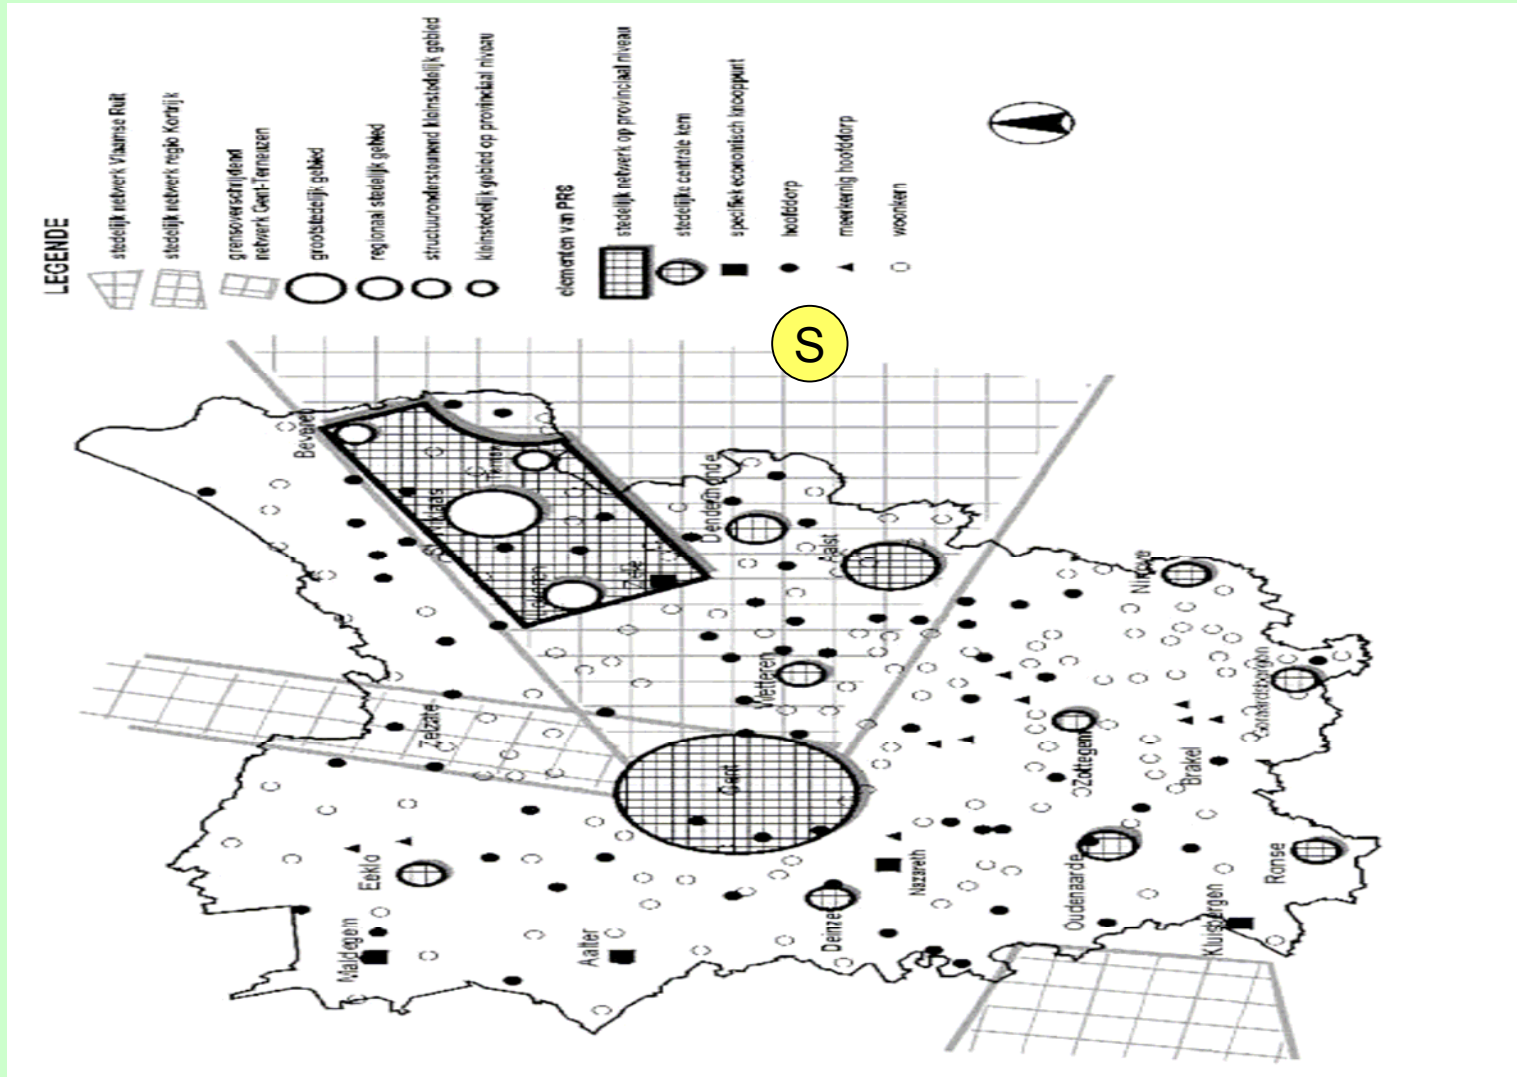 LEGENDE
stedelijk netwerk Vlaamse Ruit
stedelijk netwerk regio Kortrijk
grensoverschrijdend
netwerk Gent-Terneuzen
grootstedelijk gebied
regionaal stedelijk gebied
structuurondersteunend kleinstedelijk gebied
kleinstedelijk gebied op provinciaal niveau
elementen van PRS
stedelijk netwerk op provinciaal niveau
stedelijke centrale kern
specifiek economisch knooppunt
hoofddorp
meerkernig hoofddorp
woonkern
S
Beveren
Temse
Dendermonde
Aalst
Ninove
Zele
Wetteren
Geraardsbergen
Zelzate
Gent
Zottegem
Brakel
Eeklo
Nazareth
Oudenaarde
Ronse
Maldegem
Aalter
Deinze
Kluisbergen